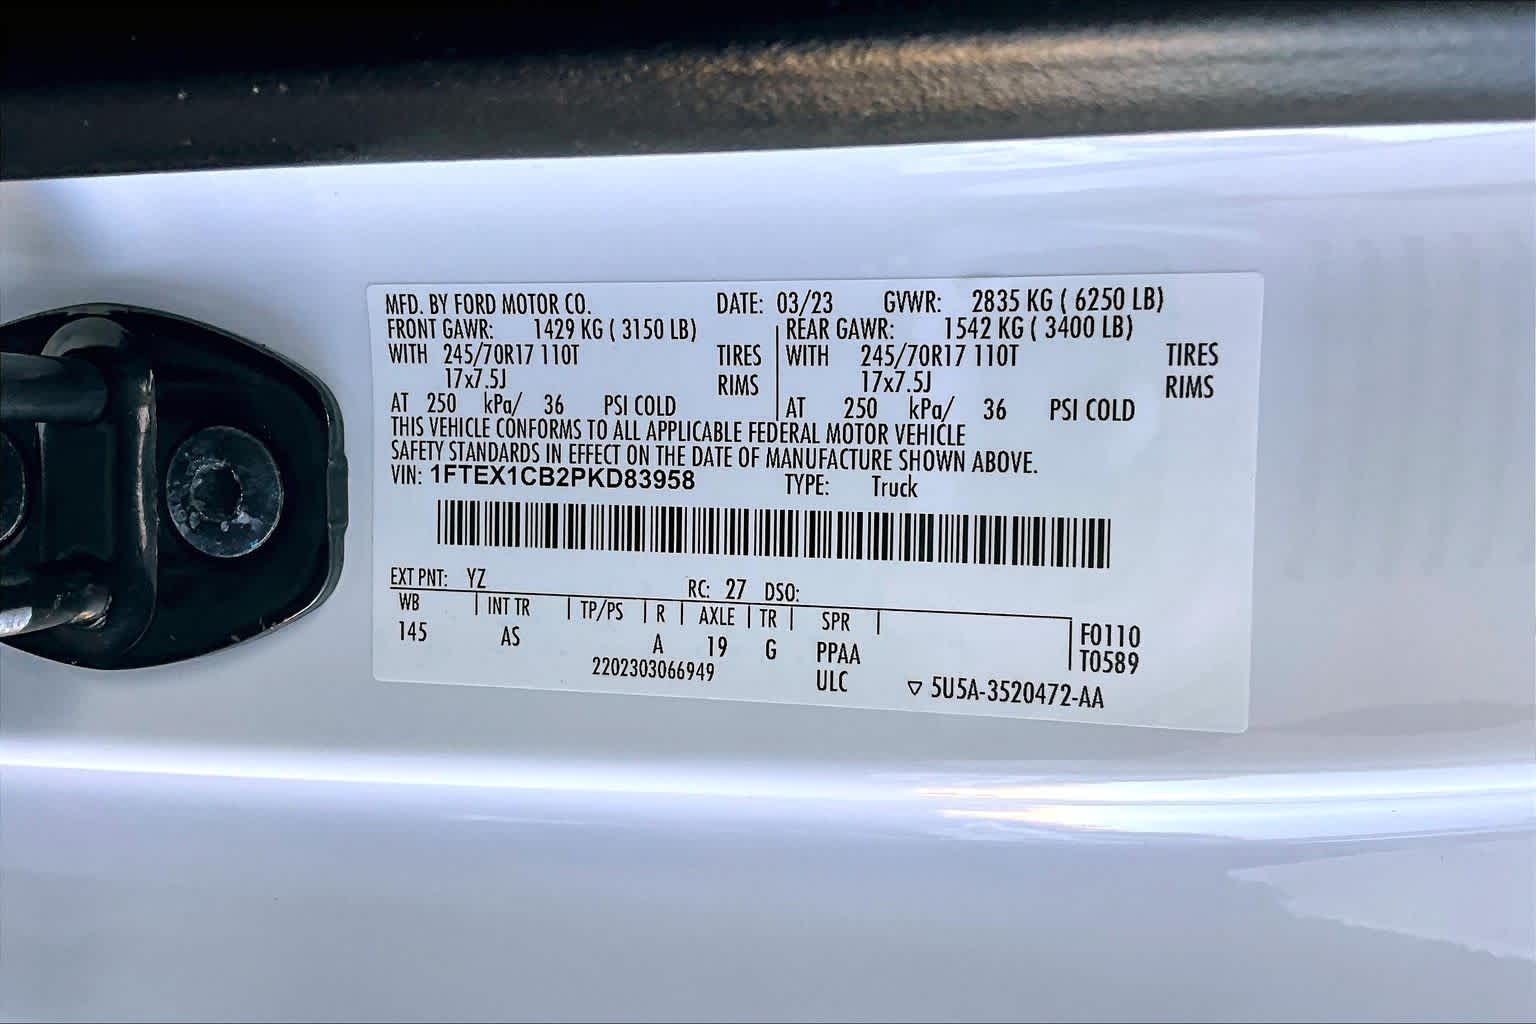 MFD. BY FORD MOTOR CO. DATE: 03/23 GVWR: 2835 KG ( 6250 LB)
FRONT GAWR: 1429 KG ( 3150 LB) REAR GAWR: 1542 KG ( 3400 LB)
WITH 245/70R17 110T TIRES WITH 245/70R17 110T TIRES
17x7.5J RIMS 17x7.5J RIMS
AT 250 kPa/ 36 PSI COLD AT 250 kPa/ 36 PSI COLD
THIS VEHICLE CONFORMS TO ALL APPLICABLE FEDERAL MOTOR VEHICLE
SAFETY STANDARDS IN EFFECT ON THE DATE OF MANUFACTURE SHOWN ABOVE.
VIN: 1FTEX1CB2PKD83958 TYPE: Truck
EXT PNT: YZ RC: 27 DSO:
WB INT TR TP/PS R AXLE TR SPR F0110
145 AS A 19 G PPAA T0589
2202303066949 ULC ▽ 5U5A-3520472-AA